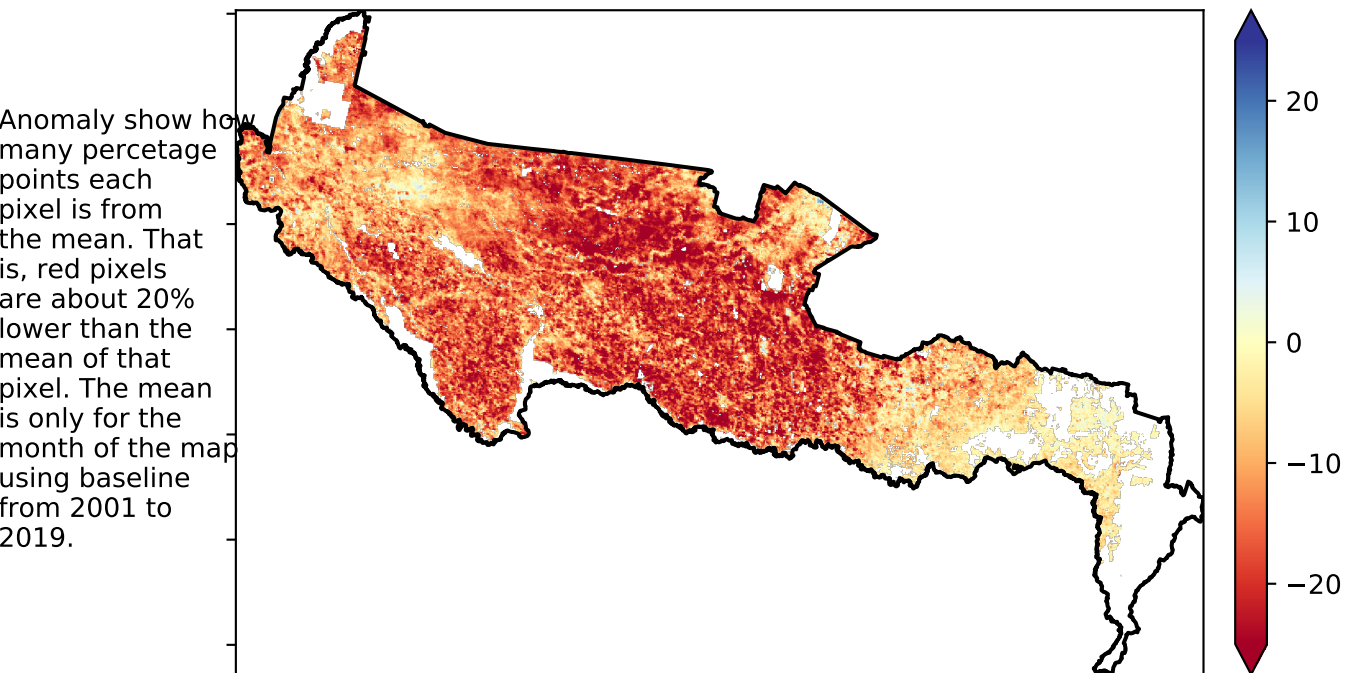 Anomaly show how
many percetage
points each
pixel is from
the mean. That
is, red pixels
are about 20%
lower than the
mean of that
pixel. The mean
is only for the
month of the map
using baseline
from 2001 to
2019.
20
10
0
−10
−20